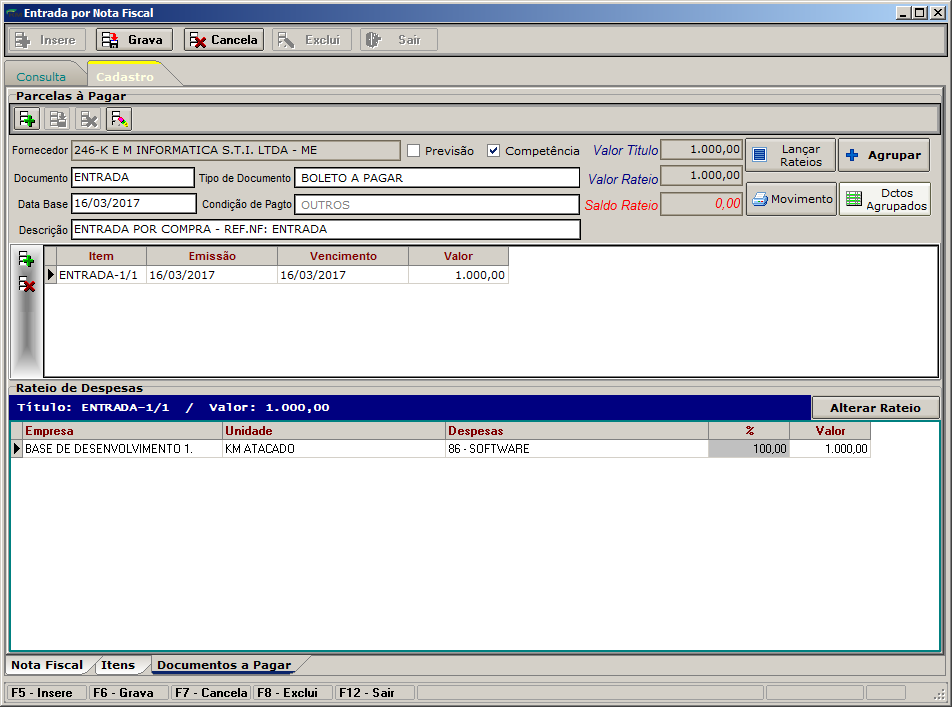 Entrada por Nota Fiscal
Insere Grava Cancela Exclui Sair
Consulta Cadastro
Parcelas à Pagar
Fornecedor 246-K E M INFORMATICA S.T.I. LTDA - ME Previsão Competência Valor Título 1.000,00 Lançar Rateios Agrupar
Documento ENTRADA Tipo de Documento BOLETO A PAGAR Valor Rateio 1.000,00
Data Base 16/03/2017 Condição de Pagto OUTROS Saldo Rateio 0,00 Movimento Dctos Agrupados
Descrição ENTRADA POR COMPRA - REF.NF: ENTRADA
Item Emissão Vencimento Valor
ENTRADA-1/1 16/03/2017 16/03/2017 1.000,00
Rateio de Despesas
Título: ENTRADA-1/1 / Valor: 1.000,00 Alterar Rateio
Empresa Unidade Despesas % Valor
BASE DE DESENVOLVIMENTO 1. KM ATACADO 86 - SOFTWARE 100,00 1.000,00
Nota Fiscal Itens Documentos a Pagar
F5 - Insere F6 - Grava F7 - Cancela F8 - Exclui F12 - Sair